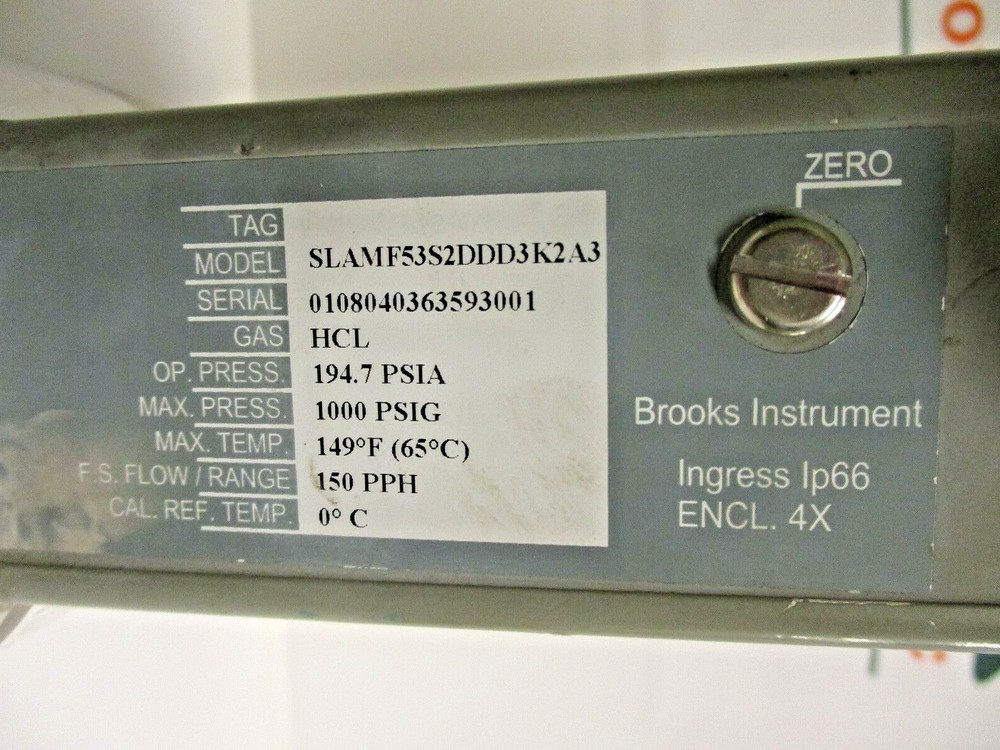 ZERO
TAG
MODEL SLAMF53S2DDD3K2A3
SERIAL 0108040363593001
GAS HCL
OP. PRESS. 194.7 PSIA
MAX. PRESS. 1000 PSIG
MAX. TEMP. 149°F (65°C)
F.S. FLOW / RANGE 150 PPH
CAL. REF. TEMP. 0° C
Brooks Instrument
Ingress Ip66
ENCL. 4X